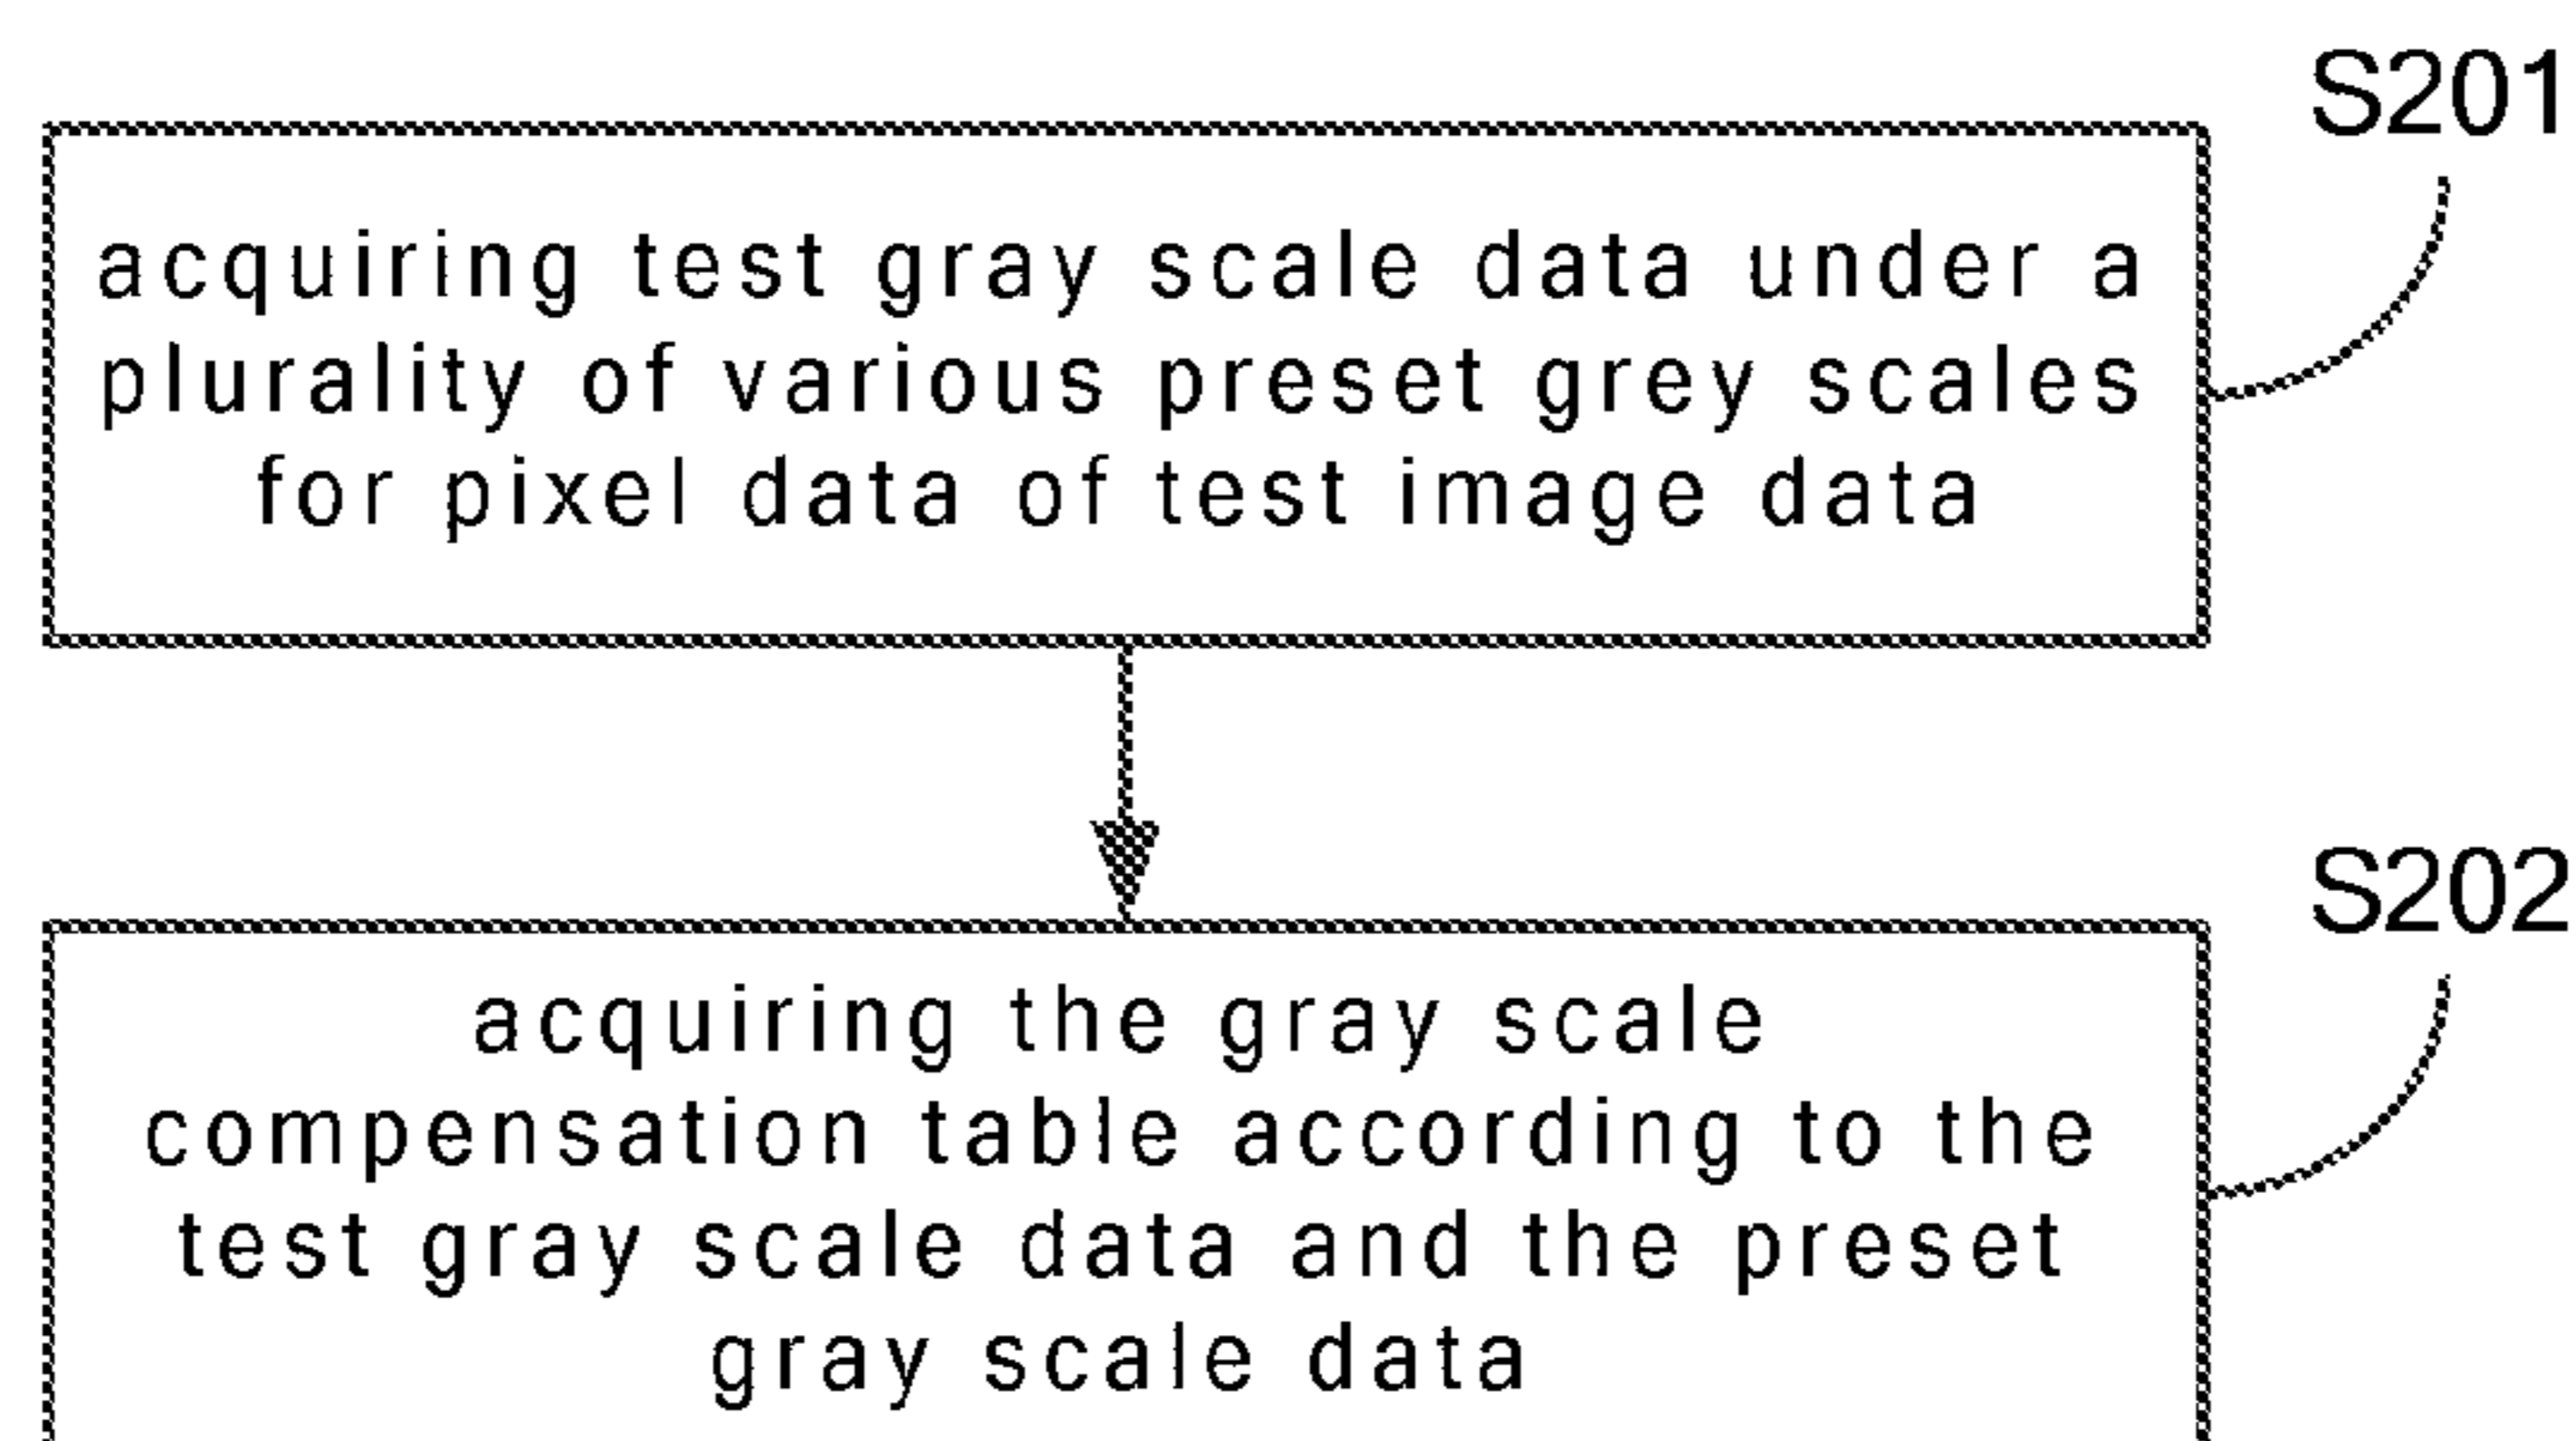 S201
acquiring test gray scale data under a
plurality of various preset grey scales
for pixel data of test image data
S202
acquiring the gray scale
compensation table according to the
test gray scale data and the preset
gray scale data